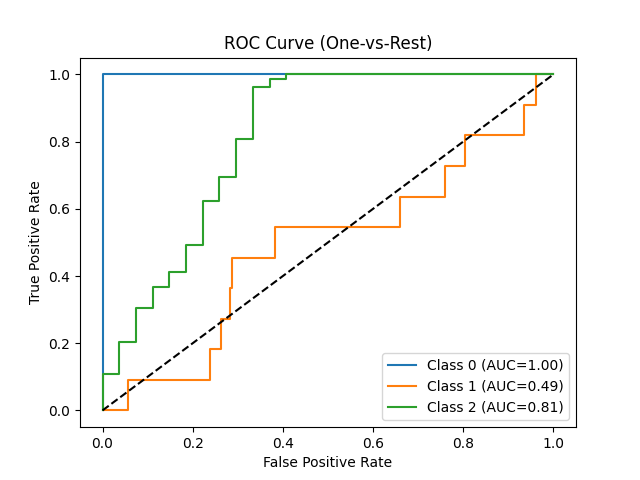 ROC Curve (One-vs-Rest)
True Positive Rate
1.0
0.8
0.6
0.4
0.2
0.0
0.0 0.2 0.4 0.6 0.8 1.0
False Positive Rate
Class 0 (AUC=1.00)
Class 1 (AUC=0.49)
Class 2 (AUC=0.81)